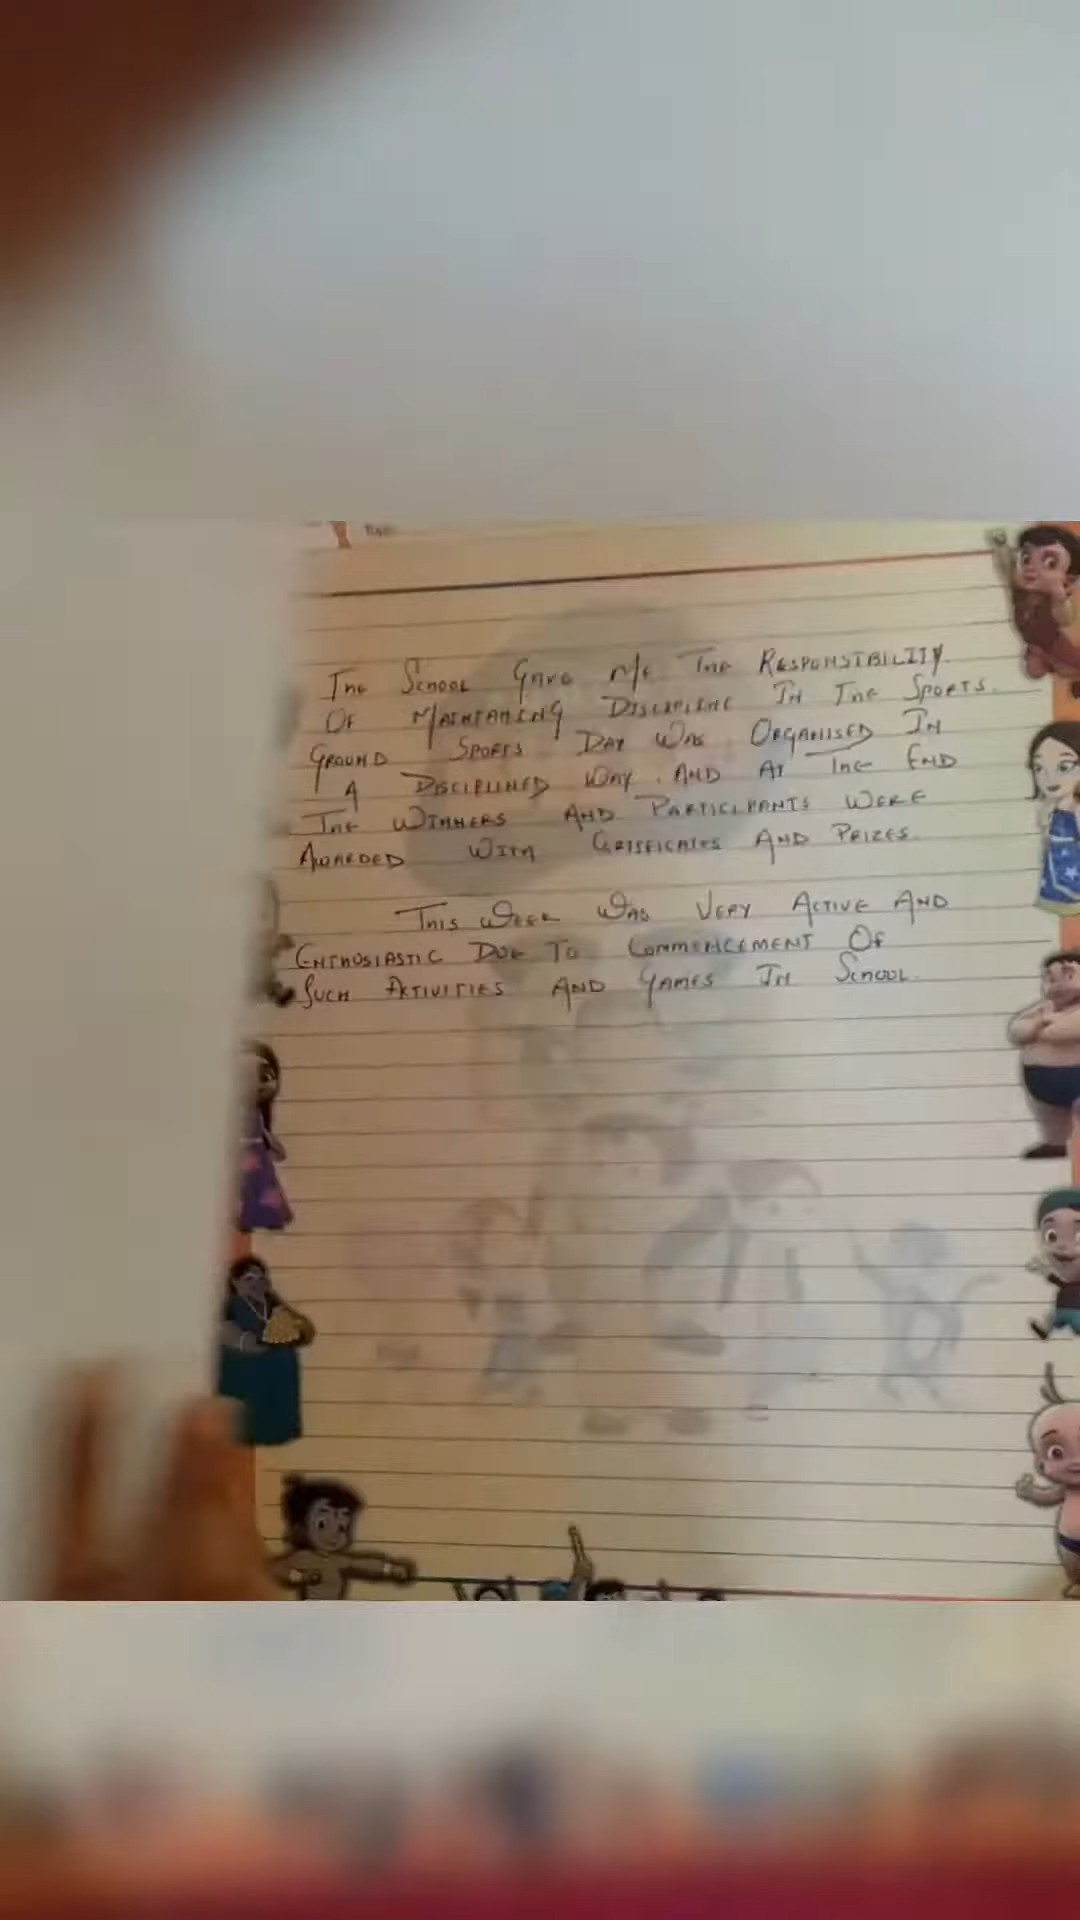 THE SCHOOL GAVE ME THE RESPONSIBILITY
OF MAINTAINING DISCIPLINE IN THE SPORTS
GROUND SPORTS DAY WAS ORGANISED IN
A DISCIPLINED WAY. AND AT THE END
THE WINNERS AND PARTICIPANTS WERE
AWARDED WITH AND PRIZES.
THIS WEEK WAS VERY ACTIVE AND
ENTHUSIASTIC DUE TO COMMENCEMENT OF
SUCH ACTIVITIES AND GAMES IN SCHOOL.